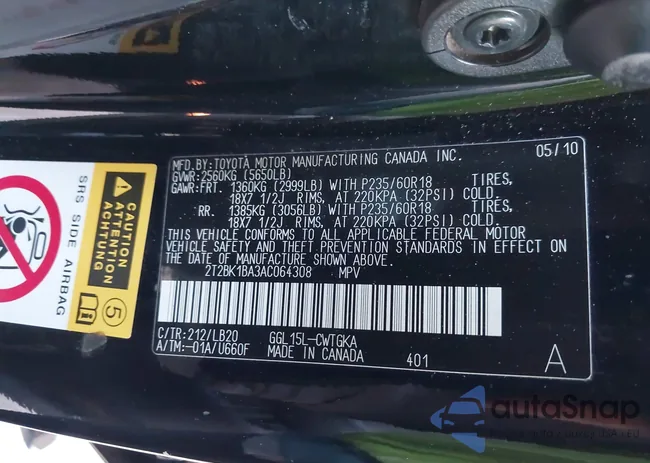 MFD.BY:TOYOTA MOTOR MANUFACTURING CANADA INC. 05/10
GVWR:2560KG (5650LB)
GAWR:FRT. 1360KG (2999LB) WITH P235/60R18 TIRES,
18X7 1/2J RIMS, AT 220KPA (32PSI) COLD.
RR. 1385KG (3056LB) WITH P235/60R18 TIRES,
18X7 1/2J RIMS, AT 220KPA (32PSI) COLD.
THIS VEHICLE CONFORMS TO ALL APPLICABLE FEDERAL MOTOR
VEHICLE SAFETY AND THEFT PREVENTION STANDARDS IN EFFECT ON
THE DATE OF MANUFACTURE SHOWN ABOVE.
2T2BK1BA3AC064308 MPV
C/TR:212/LB20 GGL15L-CWTGKA
A/TM:-01A/U660F MADE IN CANADA 401 A
SRS SIDE AIRBAG
CAUTION
ATTENTION
5
autoSnap